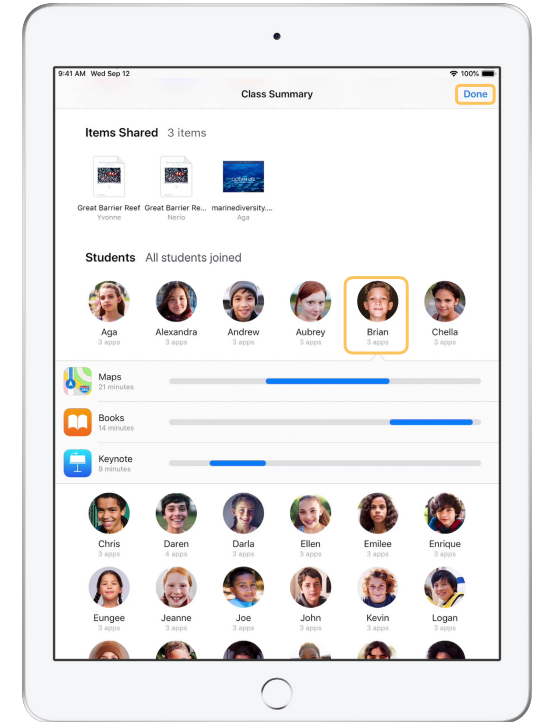 9:41 AM Wed Sep 12
100%
Class Summary
Done
Items Shared 3 items
Great Barrier Reef
Yvonne
Great Barrier Re...
Nerio
marinediversity....
Aga
Students All students joined
Aga
3 apps
Alexandra
3 apps
Andrew
3 apps
Aubrey
3 apps
Brian
3 apps
Chella
3 apps
Maps
21 minutes
Books
14 minutes
Keynote
9 minutes
Chris
3 apps
Daren
4 apps
Darla
3 apps
Ellen
3 apps
Emilee
3 apps
Enrique
3 apps
Eungee
3 apps
Jeanne
3 apps
Joe
3 apps
John
3 apps
Kevin
3 apps
Logan
3 apps